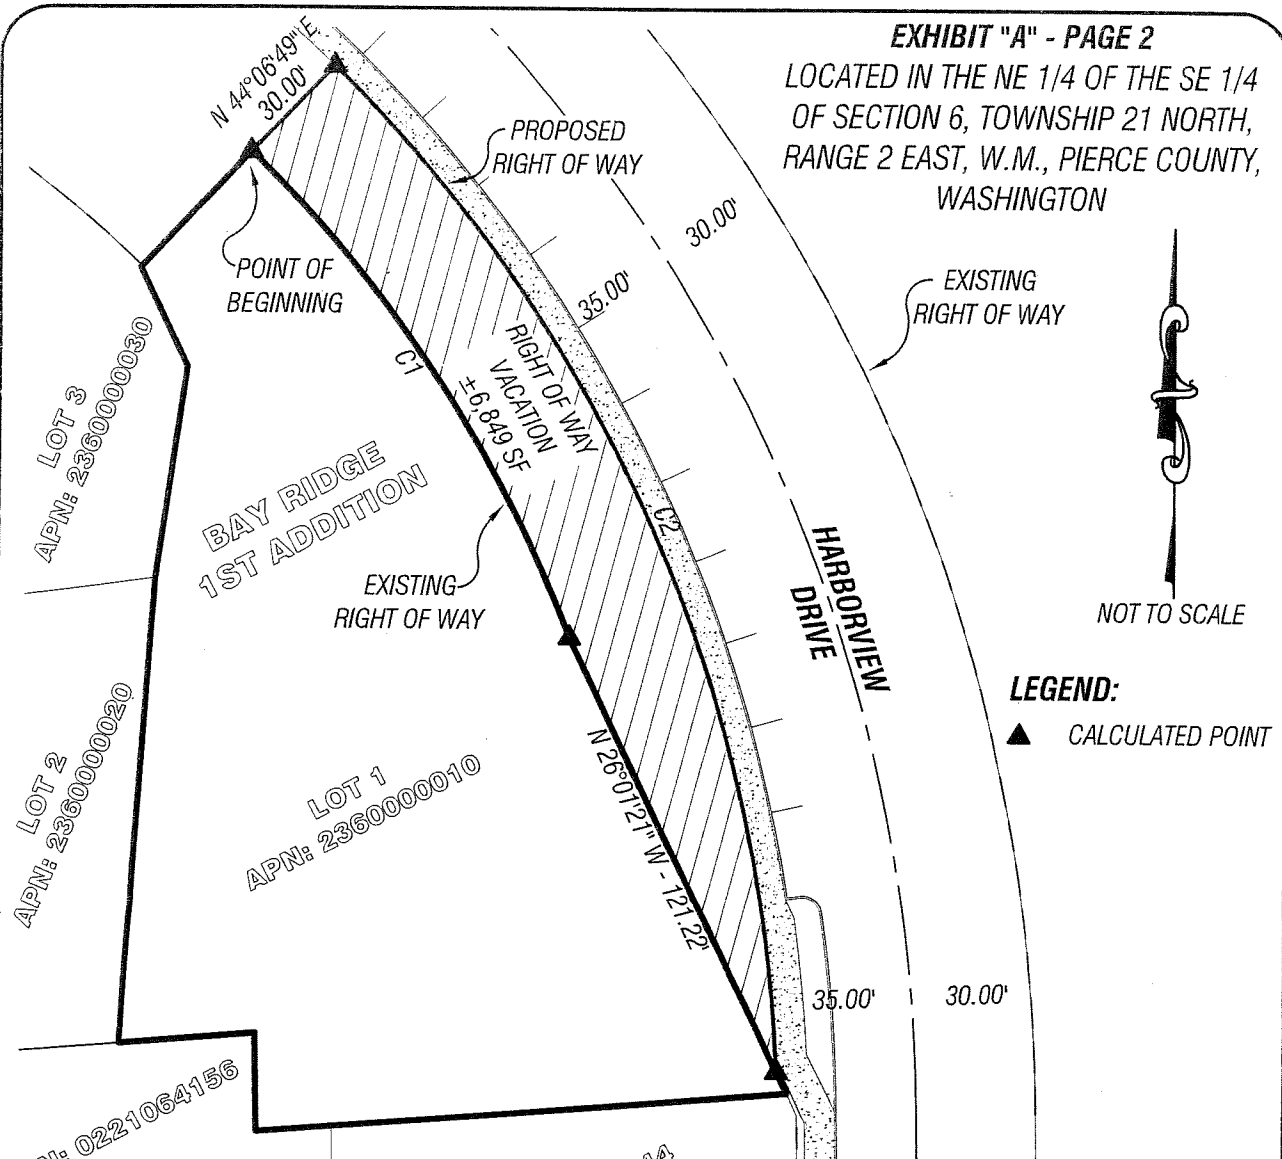 EXHIBIT "A" - PAGE 2
LOCATED IN THE NE 1/4 OF THE SE 1/4
OF SECTION 6, TOWNSHIP 21 NORTH,
RANGE 2 EAST, W.M., PIERCE COUNTY,
WASHINGTON
N 44°06'49" E
30.00'
PROPOSED
RIGHT OF WAY
POINT OF
BEGINNING
30.00'
35.00'
EXISTING
RIGHT OF WAY
C1
RIGHT OF WAY
VACATION
±6,849 SF
LOT 3
APN: 2360000030
BAY RIDGE
1ST ADDITION
C2
EXISTING
RIGHT OF WAY
HARBORVIEW
DRIVE
NOT TO SCALE
LEGEND:
CALCULATED POINT
LOT 2
APN: 2360000020
LOT 1
APN: 2360000010
N 26°01'21" W - 121.22'
35.00'
30.00'
N: 0221064156
44